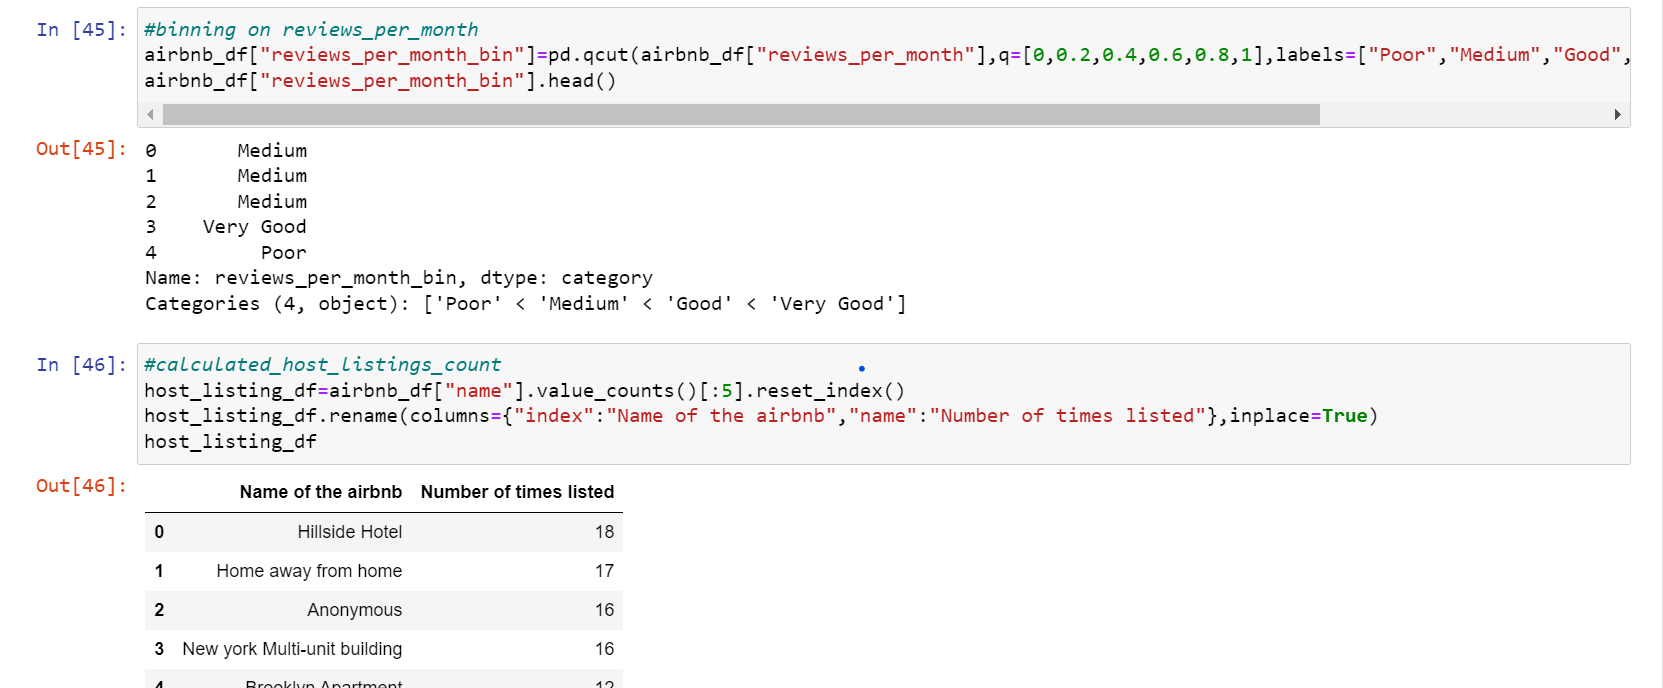 In [45]: #binning on reviews_per_month
airbnb_df["reviews_per_month_bin"]=pd.qcut(airbnb_df["reviews_per_month"],q=[0,0.2,0.4,0.6,0.8,1],labels=["Poor","Medium","Good",
airbnb_df["reviews_per_month_bin"].head()
Out[45]: 0 Medium
1 Medium
2 Medium
3 Very Good
4 Poor
Name: reviews_per_month_bin, dtype: category
Categories (4, object): ['Poor' < 'Medium' < 'Good' < 'Very Good']
In [46]: #calculated_host_listings_count
host_listing_df=airbnb_df["name"].value_counts()[:5].reset_index()
host_listing_df.rename(columns={"index":"Name of the airbnb","name":"Number of times listed"},inplace=True)
host_listing_df
Out[46]: Name of the airbnb Number of times listed
0 Hillside Hotel 18
1 Home away from home 17
2 Anonymous 16
3 New york Multi-unit building 16
4 Brooklyn Apartment 12